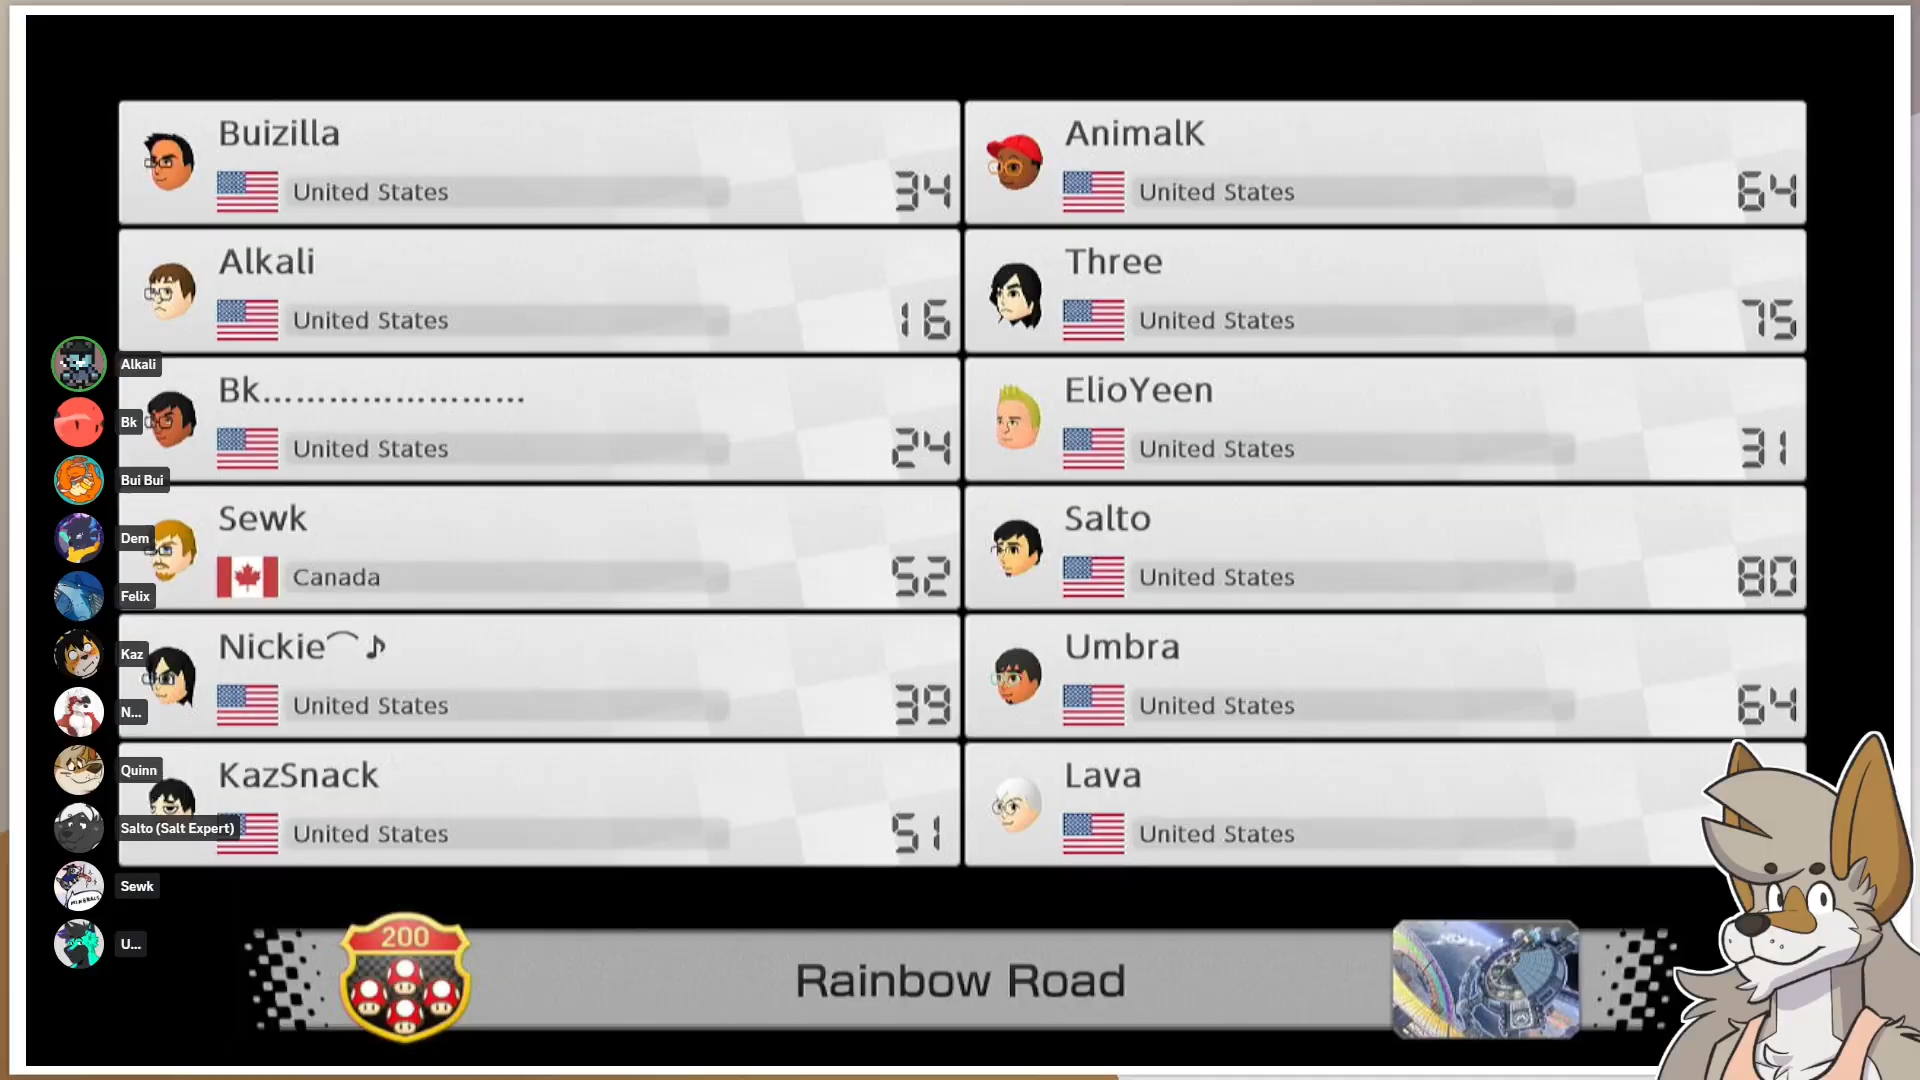 Buizilla
United States
34
AnimalK
United States
64
Alkali
United States
16
Three
United States
75
Bk........................
United States
24
ElioYeen
United States
31
Sewk
Canada
52
Salto
United States
80
Nickie⌒♪
United States
39
Umbra
United States
64
KazSnack
United States
51
Lava
United States
Alkali
Bk
Bui Bui
Dem
Felix
Kaz
N...
Quinn
Salto (Salt Expert)
Sewk
U...
200
Rainbow Road